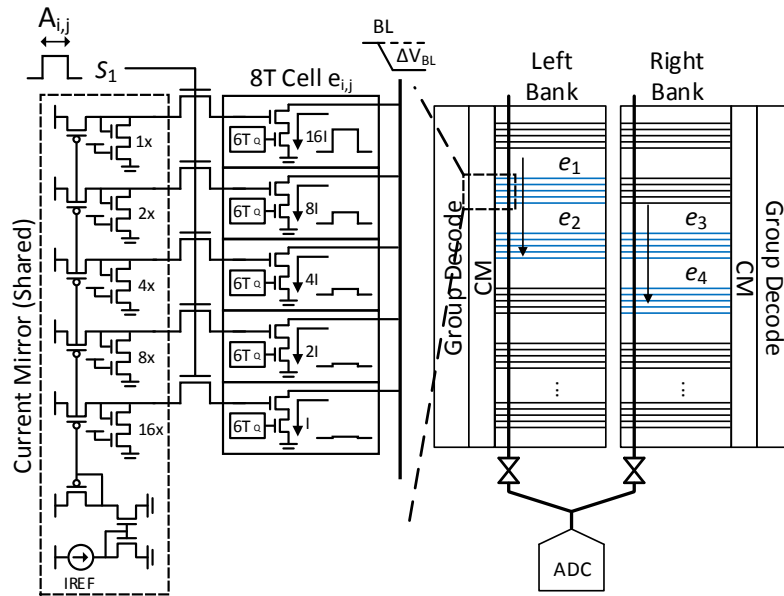 A_{i,j}
S_1
8T Cell e_{i,j}
BL
ΔV_{BL}
Left
Bank
Right
Bank
Current Mirror (Shared)
1x
2x
4x
8x
16x
IREF
6T Q
16I
6T Q
8I
6T Q
4I
6T Q
2I
6T Q
I
Group Decode
CM
e_1
e_2
...
e_3
e_4
...
CM
Group Decode
ADC